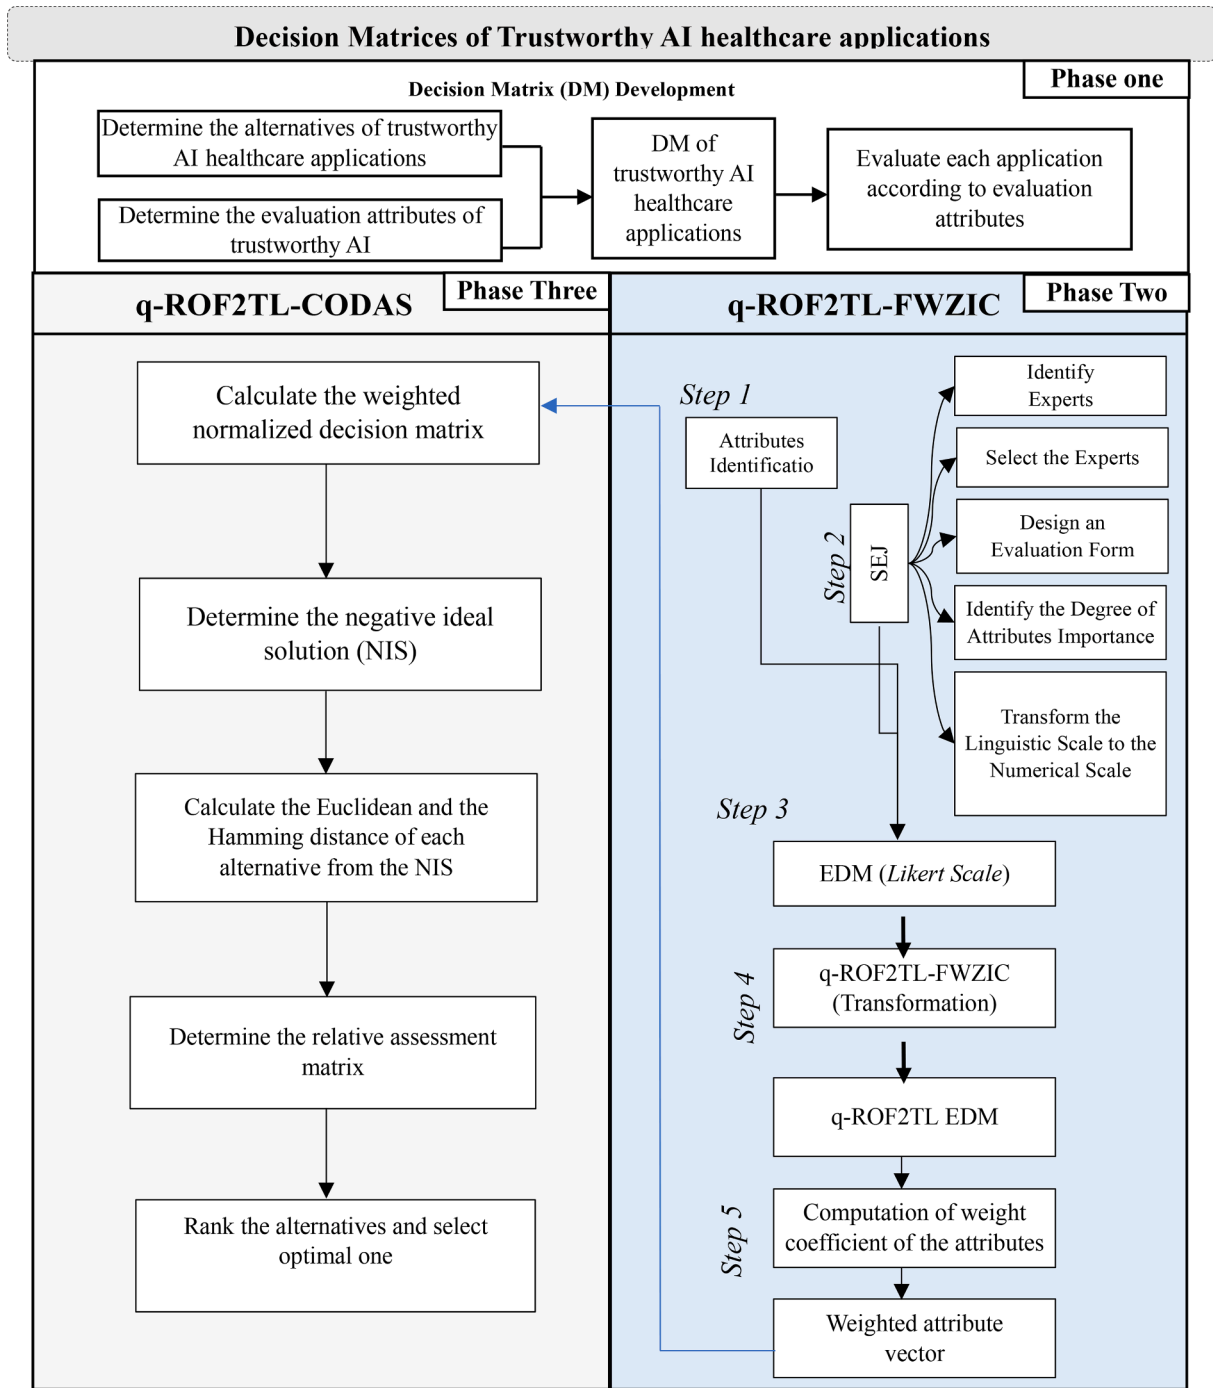 Decision Matrices of Trustworthy AI healthcare applications
Phase one
Decision Matrix (DM) Development
Determine the alternatives of trustworthy
AI healthcare applications
Determine the evaluation attributes of
trustworthy AI
DM of
trustworthy AI
healthcare
applications
Evaluate each application
according to evaluation
attributes
Phase Three
q-ROF2TL-CODAS
Calculate the weighted
normalized decision matrix
Determine the negative ideal
solution (NIS)
Calculate the Euclidean and the
Hamming distance of each
alternative from the NIS
Determine the relative assessment
matrix
Rank the alternatives and select
optimal one
Phase Two
q-ROF2TL-FWZIC
Step 1
Attributes
Identificatio
Step 2
SEJ
Identify
Experts
Select the Experts
Design an
Evaluation Form
Identify the Degree of
Attributes Importance
Transform the
Linguistic Scale to the
Numerical Scale
Step 3
EDM (Likert Scale)
Step 4
q-ROF2TL-FWZIC
(Transformation)
q-ROF2TL EDM
Step 5
Computation of weight
coefficient of the attributes
Weighted attribute
vector